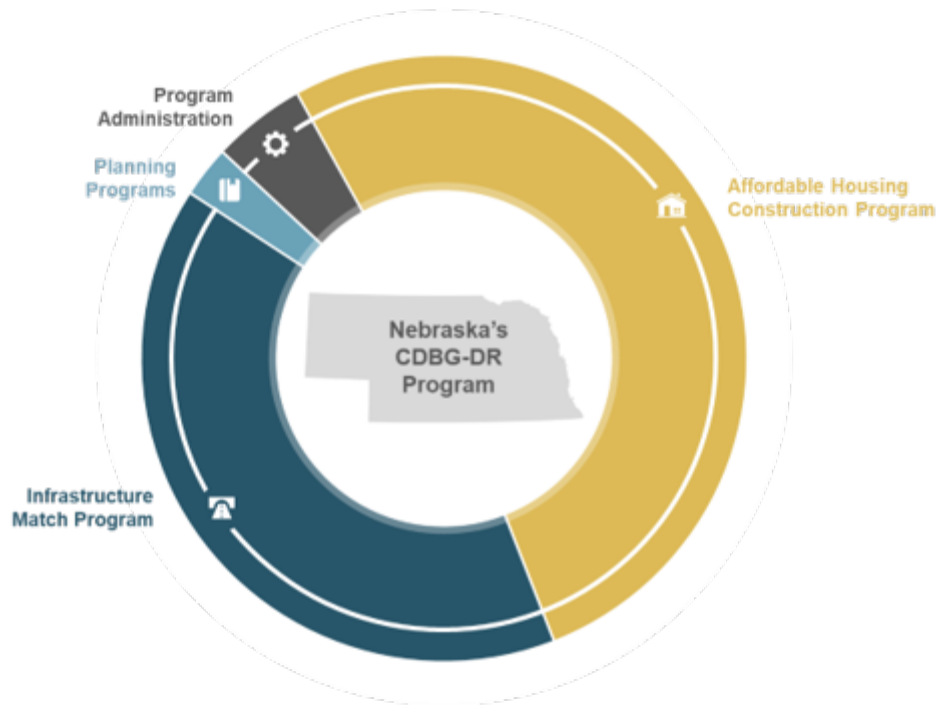 Program
Administration
Planning
Programs
Affordable Housing
Construction Program
Nebraska's
CDBG-DR
Program
Infrastructure
Match Program